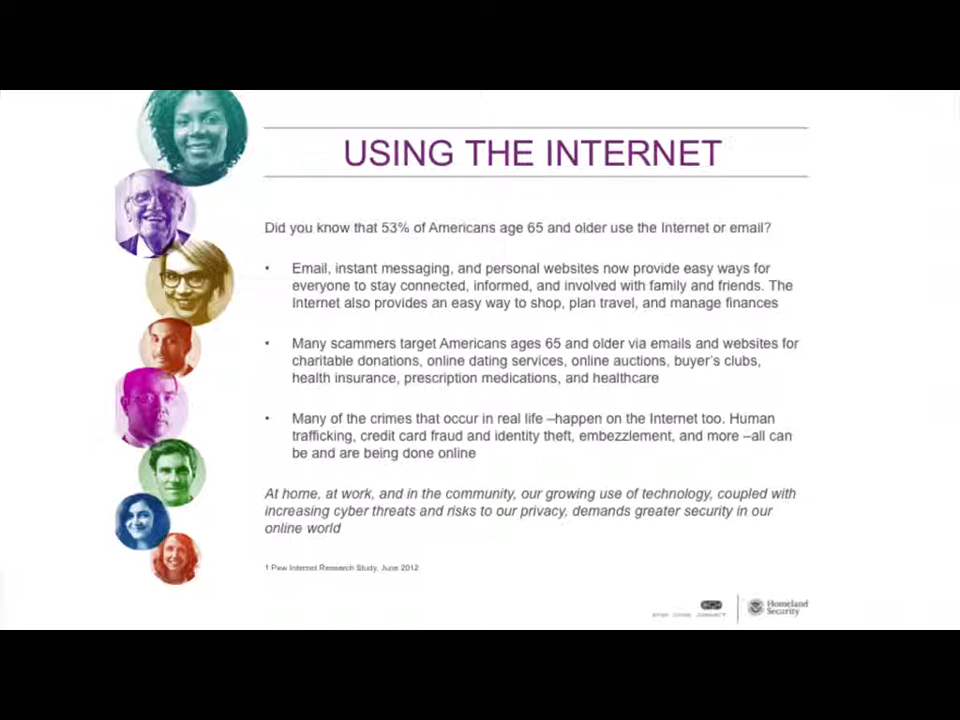 USING THE INTERNET
Did you know that 53% of Americans age 65 and older use the Internet or email?
• Email, instant messaging, and personal websites now provide easy ways for
everyone to stay connected, informed, and involved with family and friends. The
Internet also provides an easy way to shop, plan travel, and manage finances
• Many scammers target Americans ages 65 and older via emails and websites for
charitable donations, online dating services, online auctions, buyer's clubs,
health insurance, prescription medications, and healthcare
• Many of the crimes that occur in real life –happen on the Internet too. Human
trafficking, credit card fraud and identity theft, embezzlement, and more –all can
be and are being done online
At home, at work, and in the community, our growing use of technology, coupled with
increasing cyber threats and risks to our privacy, demands greater security in our
online world
1 Pew Internet Research Study, June 2012
Homeland
Security